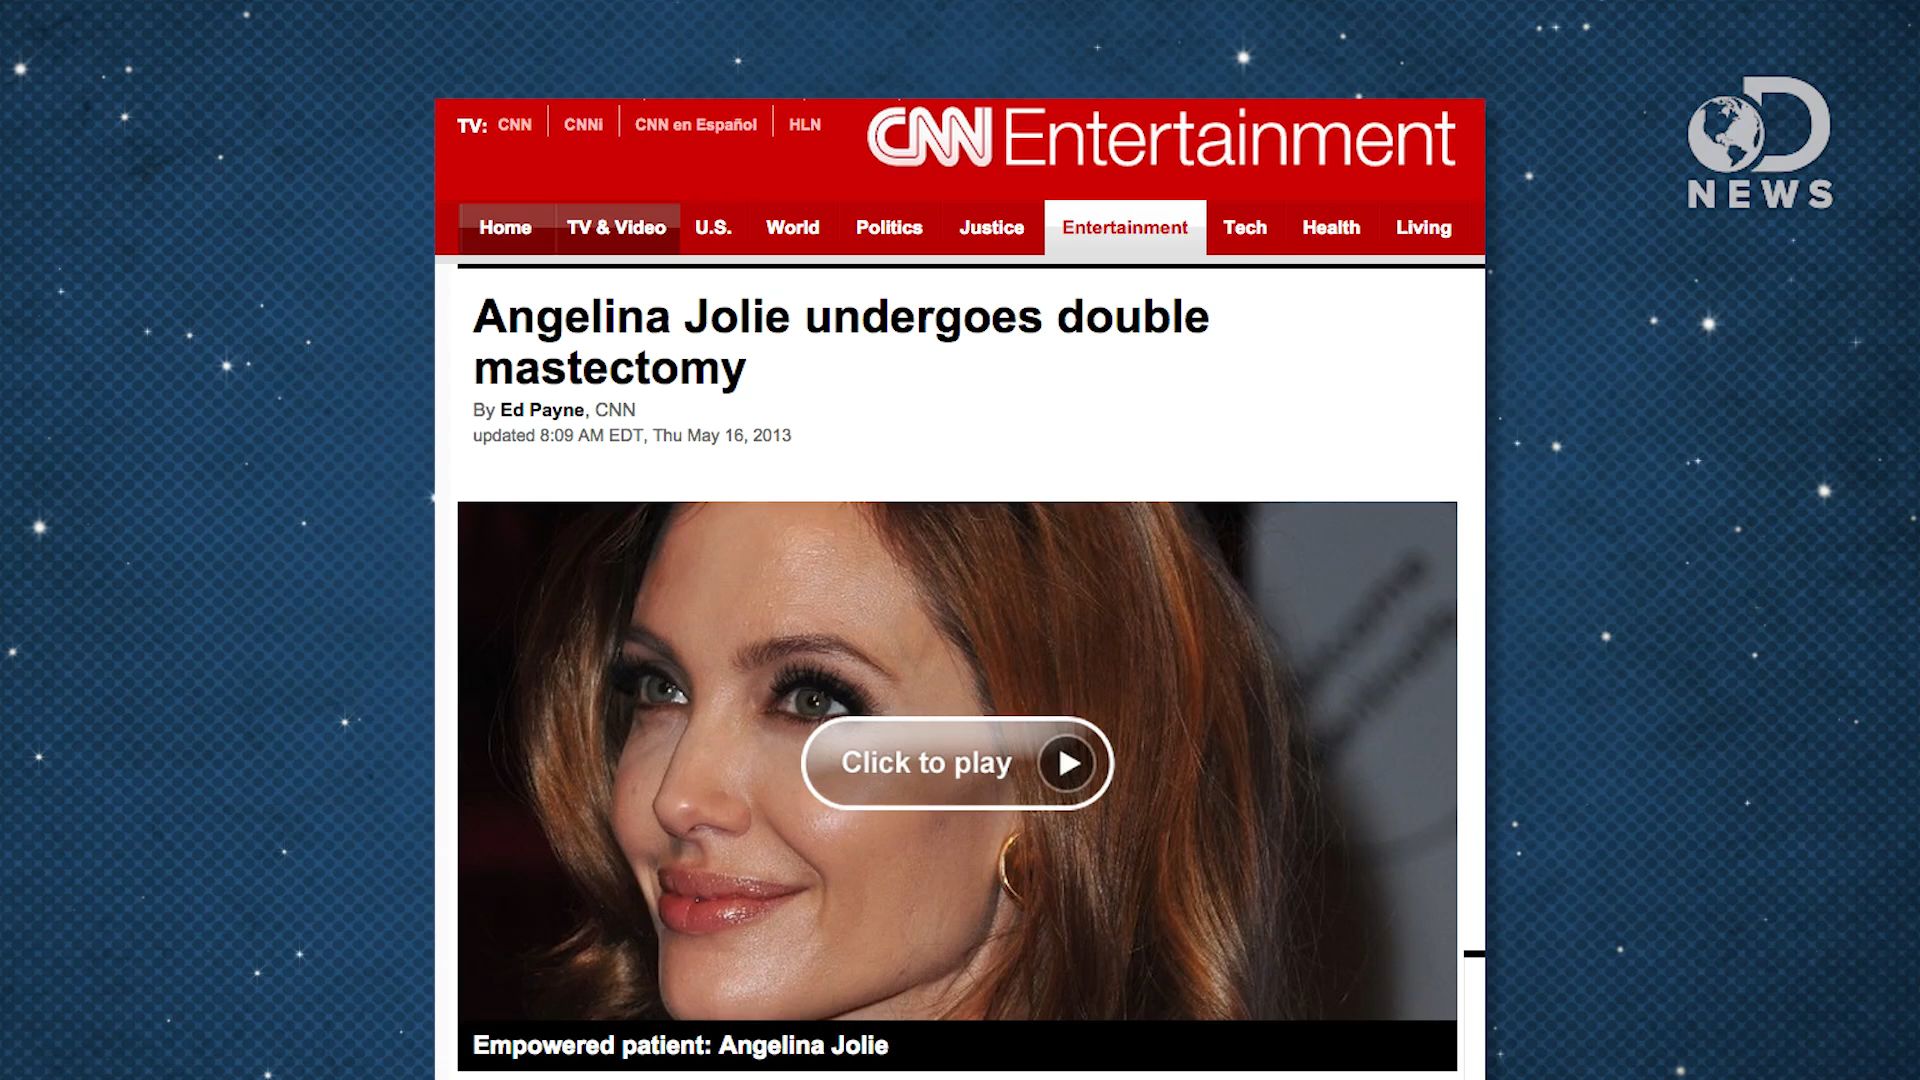 TV: CNN CNNI CNN en Español HLN
CNN Entertainment
NEWS
Home TV & Video U.S. World Politics Justice Entertainment Tech Health Living
Angelina Jolie undergoes double
mastectomy
By Ed Payne, CNN
updated 8:09 AM EDT, Thu May 16, 2013
Click to play
Empowered patient: Angelina Jolie